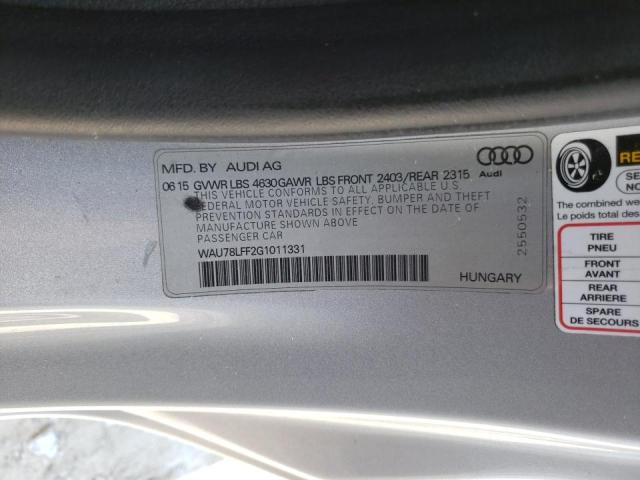 MFD. BY AUDI AG
06 15 GVWR LBS 4630 GAWR LBS FRONT 2403/REAR 2315
THIS VEHICLE CONFORMS TO ALL APPLICABLE U.S.
FEDERAL MOTOR VEHICLE SAFETY, BUMPER AND THEFT
PREVENTION STANDARDS IN EFFECT ON THE DATE OF
MANUFACTURE SHOWN ABOVE
PASSENGER CAR
WAU78LFF2G1011331
HUNGARY
Audi
2550532
The combined
Le poids total des
TIRE
PNEU
FRONT
AVANT
REAR
ARRIERE
SPARE
DE SECOURS